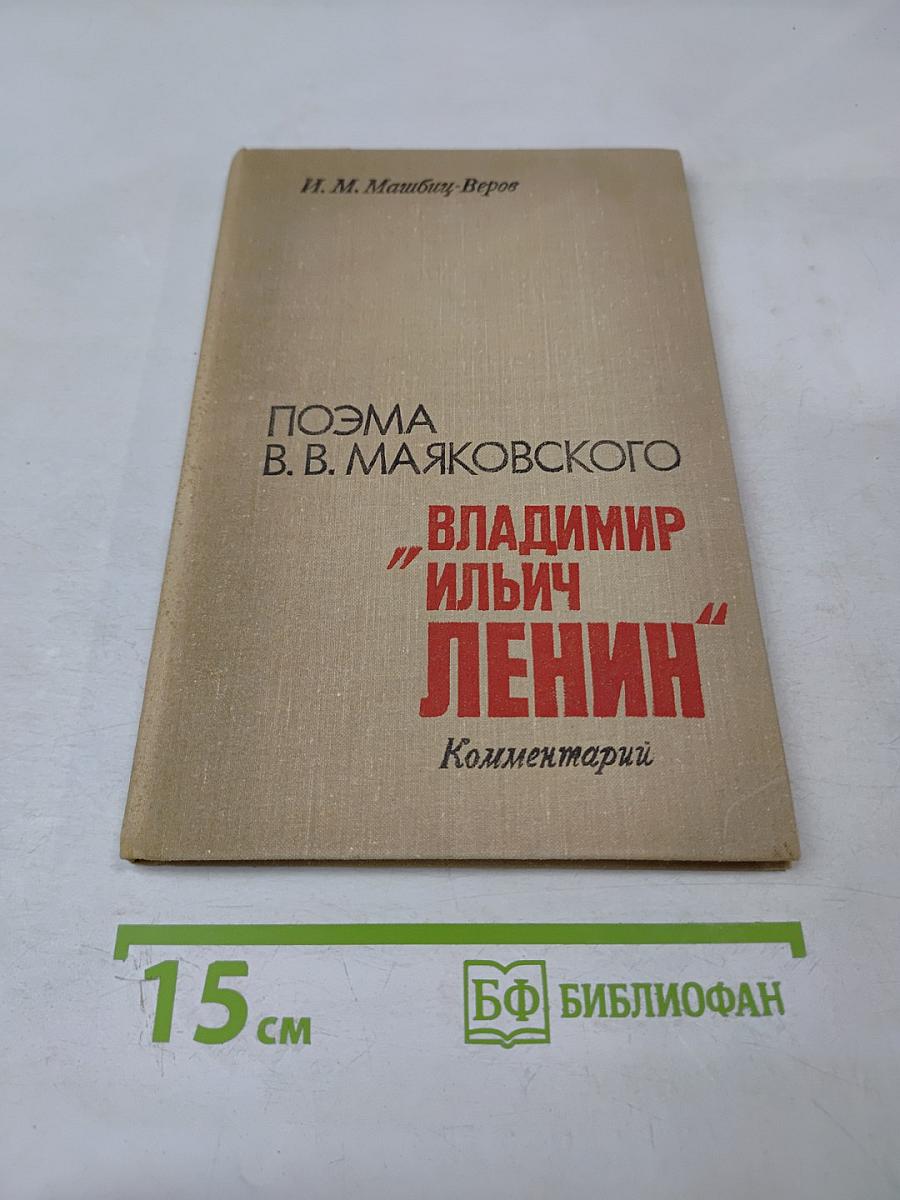 И. М. Машбиц-Веров
ПОЭМА
В. В. МАЯКОВСКОГО
„ВЛАДИМИР
ИЛЬИЧ
ЛЕНИН“
Комментарий
15 см
БФ БИБЛИОФАН